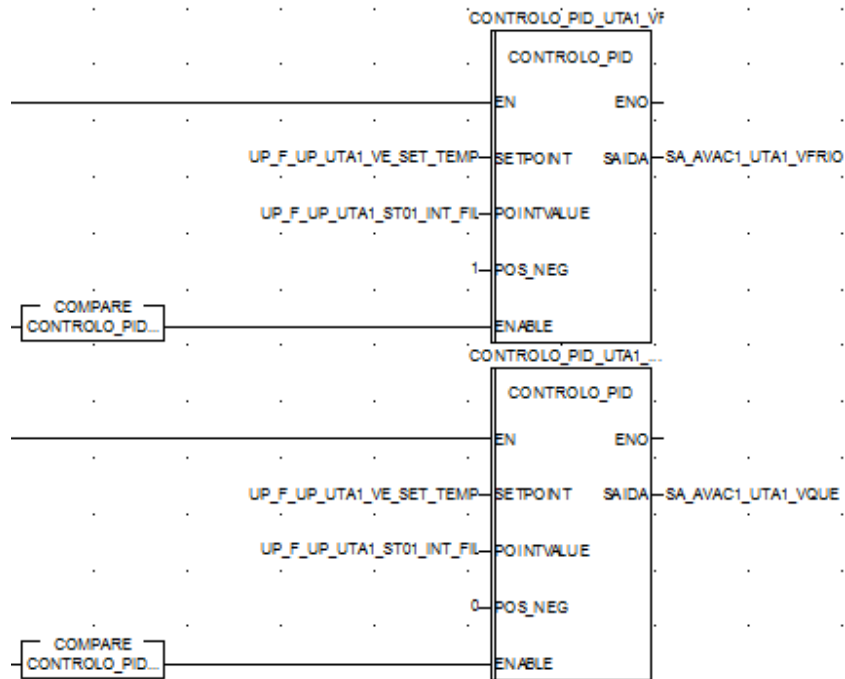 CONTROLO_PID_UTA1_VF
CONTROLO_PID
EN ENO
UP_F_UP_UTA1_VE_SET_TEMP SETPOINT SAIDA SA_AVAC1_UTA1_VFRIO
UP_F_UP_UTA1_ST01_INT_FIL POINTVALUE
1 POS_NEG
COMPARE
CONTROLO_PID... ENABLE
CONTROLO_PID_UTA1_...
CONTROLO_PID
EN ENO
UP_F_UP_UTA1_VE_SET_TEMP SETPOINT SAIDA SA_AVAC1_UTA1_VQUE
UP_F_UP_UTA1_ST01_INT_FIL POINTVALUE
0 POS_NEG
COMPARE
CONTROLO_PID... ENABLE